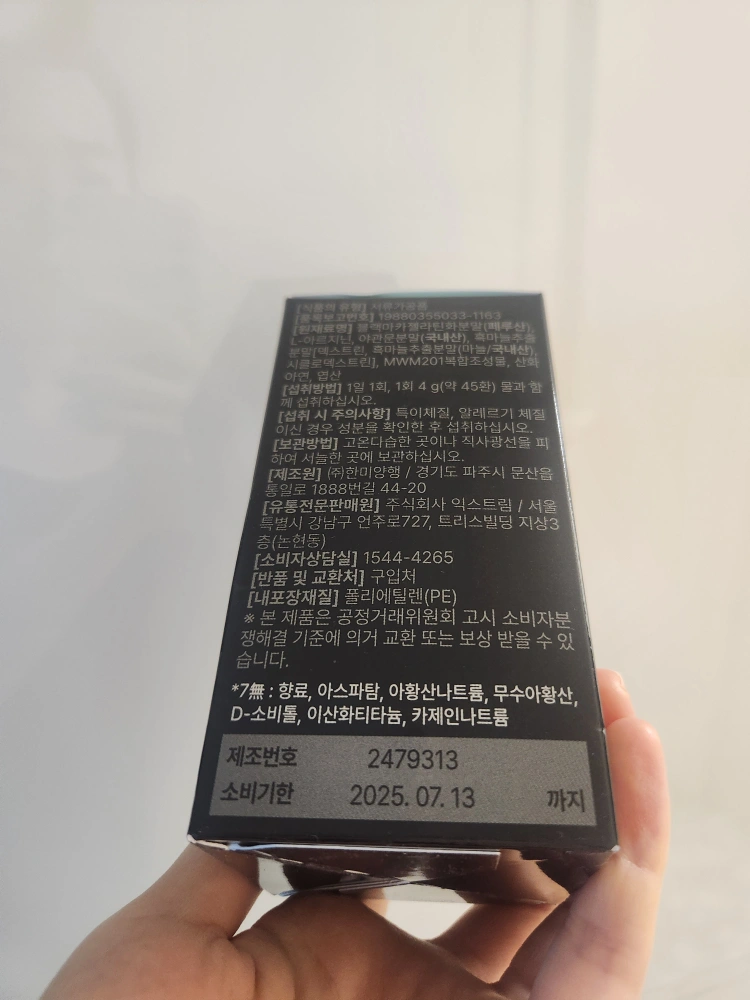 [식품의 유형] 서류가공품
[품목보고번호] 19880355033-1163
[원재료명] 블랙마카젤라틴화분말(페루산),
L-아르지닌, 야관문분말(국내산), 흑마늘추출
분말[덱스트린, 흑마늘추출분말(마늘/국내산),
시클로덱스트린], MWM201복합조성물, 산화
아연, 엽산
[섭취방법] 1일 1회, 1회 4 g(약 45환) 물과 함
께 섭취하십시오.
[섭취 시 주의사항] 특이체질, 알레르기 체질
이신 경우 성분을 확인한 후 섭취하십시오.
[보관방법] 고온다습한 곳이나 직사광선을 피
하여 서늘한 곳에 보관하십시오.
[제조원] (주)한미양행 / 경기도 파주시 문산읍
통일로 1888번길 44-20
[유통전문판매원] 주식회사 익스트림 / 서울
특별시 강남구 언주로727, 트리스빌딩 지상3
층(논현동)
[소비자상담실] 1544-4265
[반품 및 교환처] 구입처
[내포장재질] 폴리에틸렌(PE)
※ 본 제품은 공정거래위원회 고시 소비자분
쟁해결 기준에 의거 교환 또는 보상 받을 수 있
습니다.
*7無 : 향료, 아스파탐, 아황산나트륨, 무수아황산,
D-소비톨, 이산화티타늄, 카제인나트륨
제조번호 2479313
소비기한 2025. 07. 13 까지